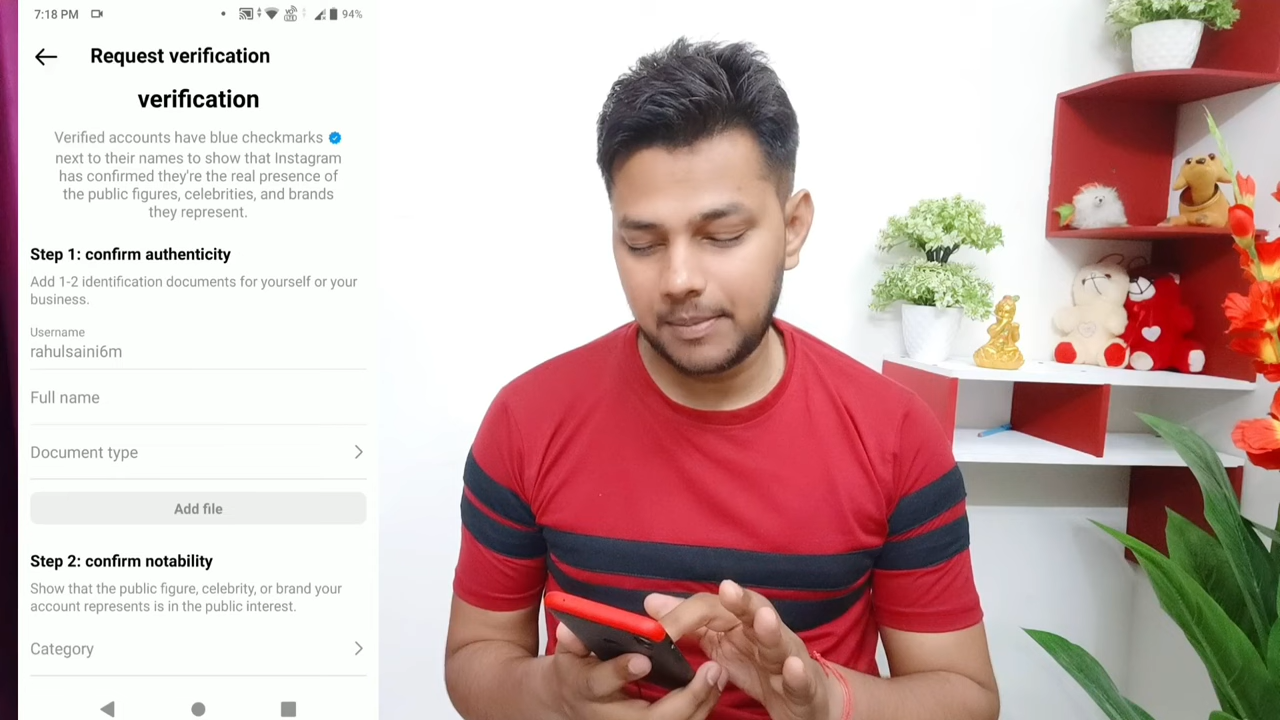 7:18 PM
94%
Request verification
verification
Verified accounts have blue checkmarks
next to their names to show that Instagram
has confirmed they're the real presence of
the public figures, celebrities, and brands
they represent.
Step 1: confirm authenticity
Add 1-2 identification documents for yourself or your
business.
Username
rahulsaini6m
Full name
Document type
Add file
Step 2: confirm notability
Show that the public figure, celebrity, or brand your
account represents is in the public interest.
Category